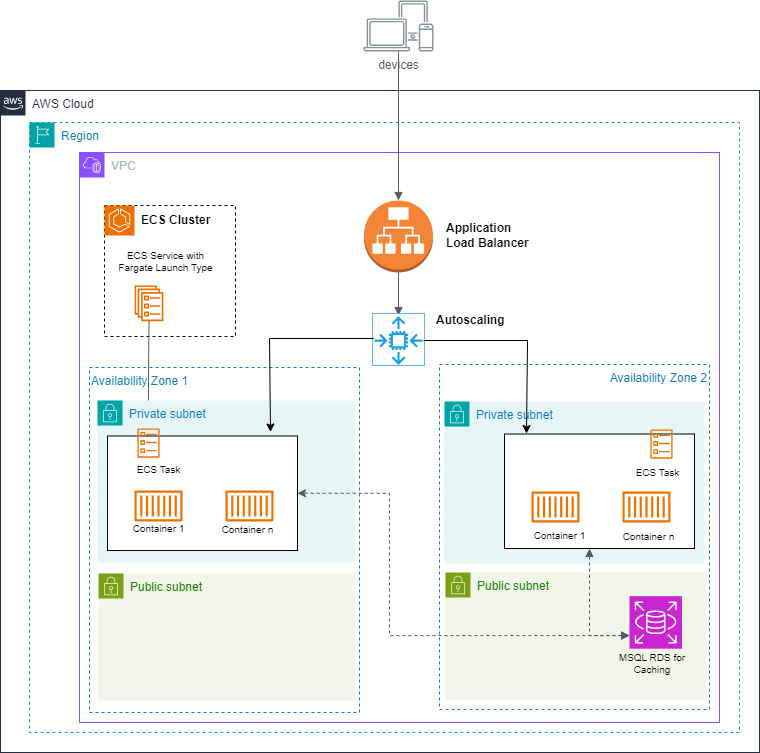 devices
aws
AWS Cloud
Region
VPC
ECS Cluster
ECS Service with
Fargate Launch Type
Application
Load Balancer
Autoscaling
Availability Zone 1
Private subnet
ECS Task
Container 1
Container n
Public subnet
Availability Zone 2
Private subnet
ECS Task
Container 1
Container n
Public subnet
MSQL RDS for
Caching